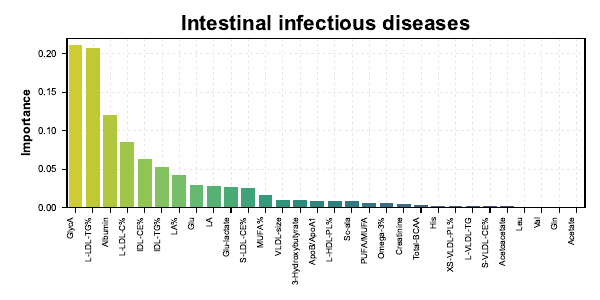 Intestinal infectious diseases
Importance
0.20
0.15
0.10
0.05
0.00
GlycA
L-LDL-TG%
Albumin
L-LDL-C%
IDL-CE%
IDL-TG%
LA%
Glu
LA
Glu-lactate
S-LDL-CE%
MUFA%
VLDL-size
3-Hydroxybutyrate
ApoB/ApoA1
L-HDL-PL%
Sc-ala
PUFA/MUFA
Omega-3%
Creatinine
Total-BCAA
His
XS-VLDL-PL%
L-VLDL-TG
S-VLDL-CE%
Acetoacetate
Leu
Val
Gln
Acetate